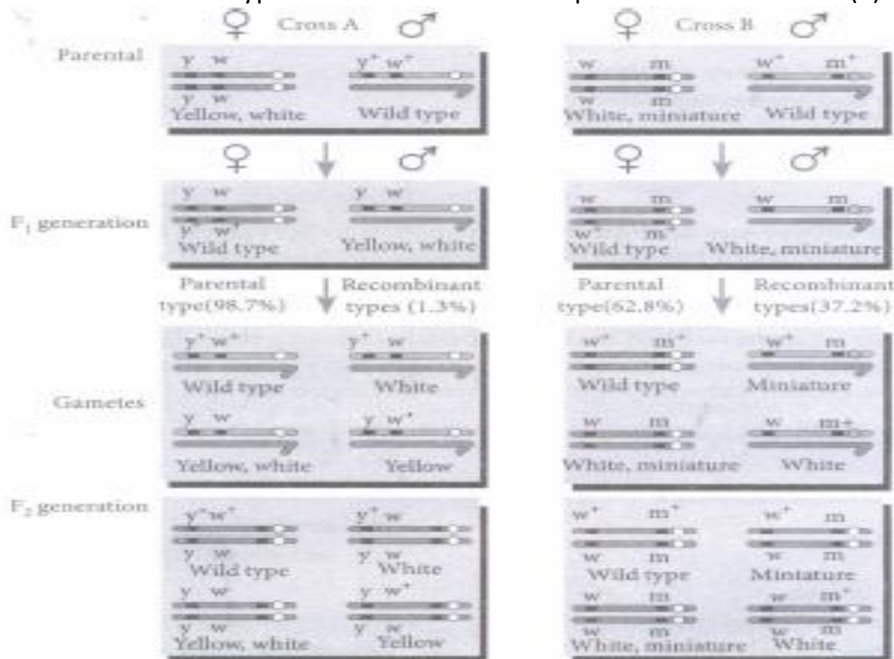 ♀ Cross A ♂ ♀ Cross B ♂
Parental
y w y⁺ w⁺ w m w⁺ m⁺
y w w m
Yellow, white Wild type White, miniature Wild type
♀ ♂ ♀ ♂
F₁ generation
y w y w w m w m
y⁺ w⁺ w⁺ m⁺
Wild type Yellow, white Wild type White, miniature
Parental Recombinant Parental Recombinant
type(98.7%) types (1.3%) type(62.8%) types(37.2%)
Gametes
y⁺ w⁺ y⁺ w w⁺ m⁺ w⁺ m
Wild type White Wild type Miniature
y w y w⁺ w m w m+
Yellow, white Yellow White, miniature White
F₂ generation
y⁺w⁺ y⁺ w w⁺ m⁺ w⁺ m
y w y w w m w m
Wild type White Wild type Miniature
y w y w⁺ w m w m⁺
y w y w w m w m
Yellow, white Yellow White, miniature White